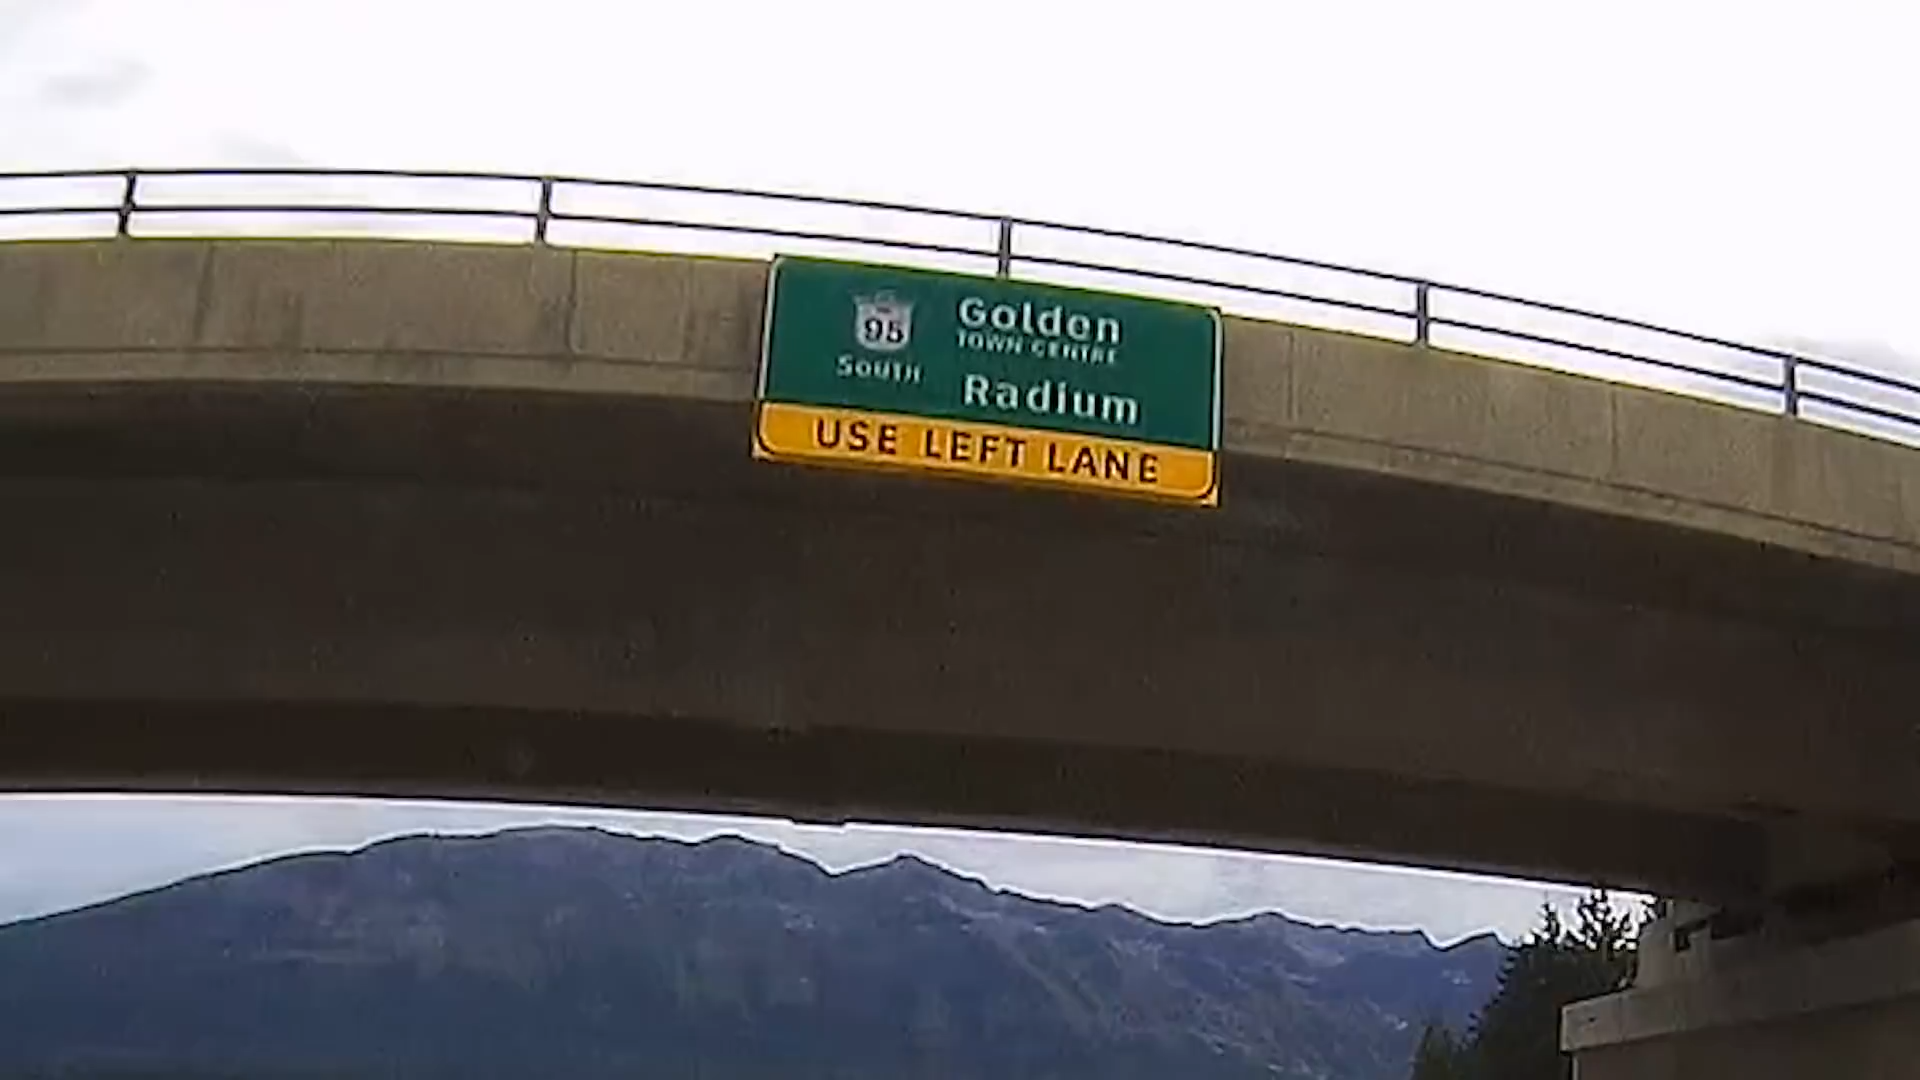 95
South
Golden
TOWN CENTRE
Radium
USE LEFT LANE